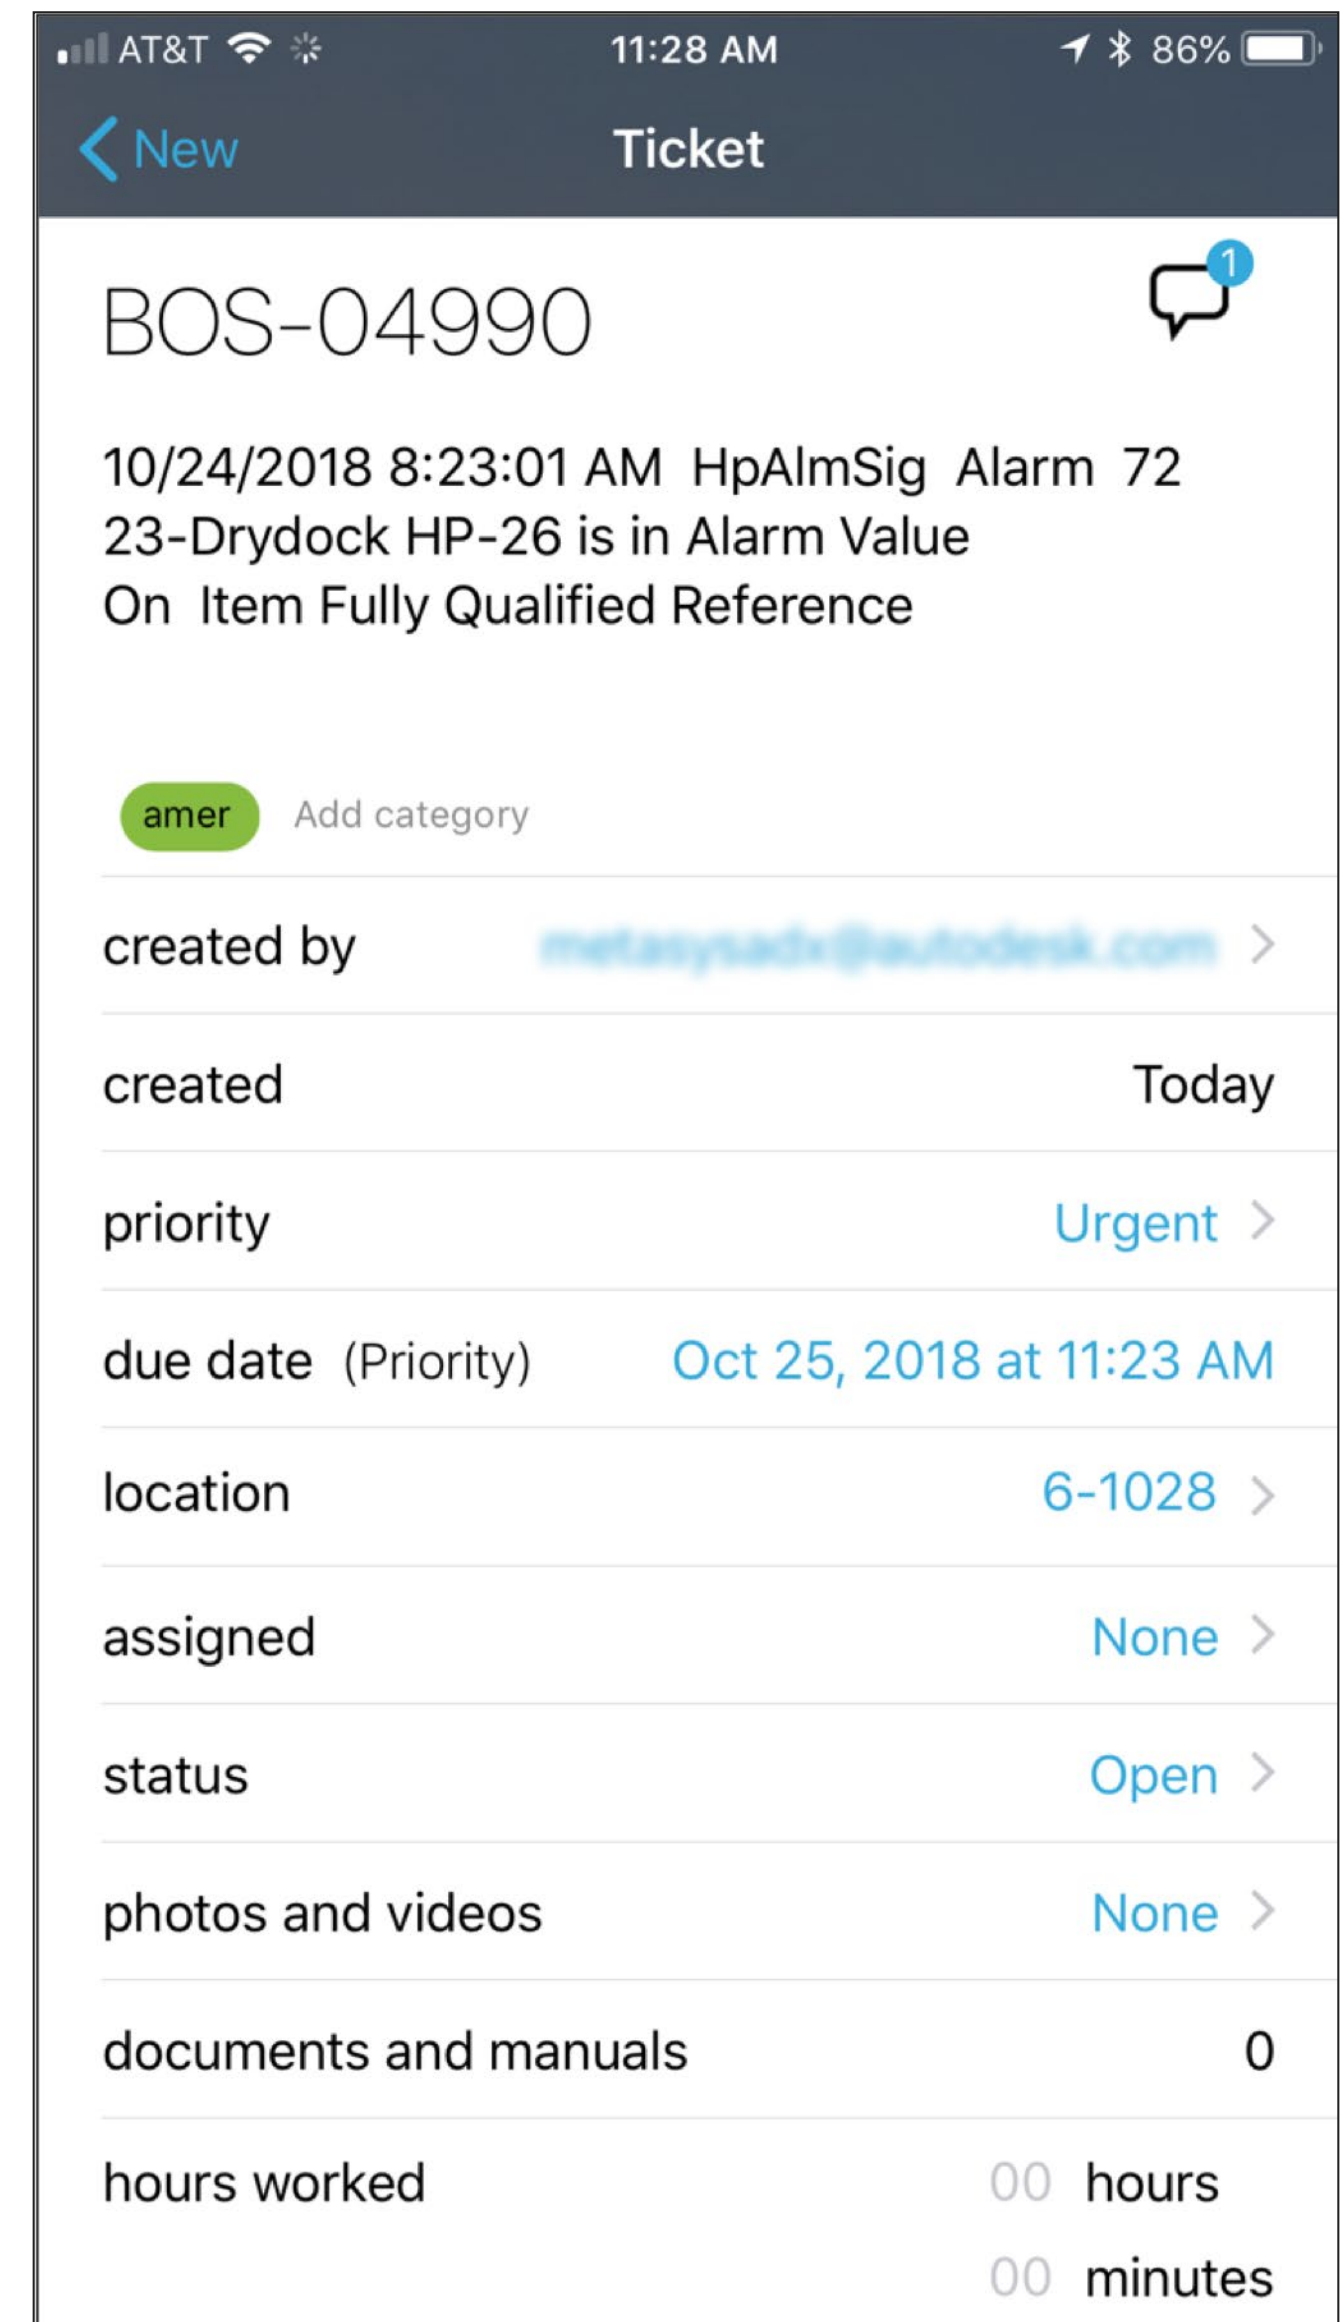 AT&T 11:28 AM 86%
New Ticket
1
BOS-04990
10/24/2018 8:23:01 AM  HpAlmSig  Alarm  72
23-Drydock HP-26 is in Alarm Value
On  Item Fully Qualified Reference
amer Add category
created by metasysadx@autodesk.com
created Today
priority Urgent
due date (Priority) Oct 25, 2018 at 11:23 AM
location 6-1028
assigned None
status Open
photos and videos None
documents and manuals 0
hours worked 00 hours
00 minutes